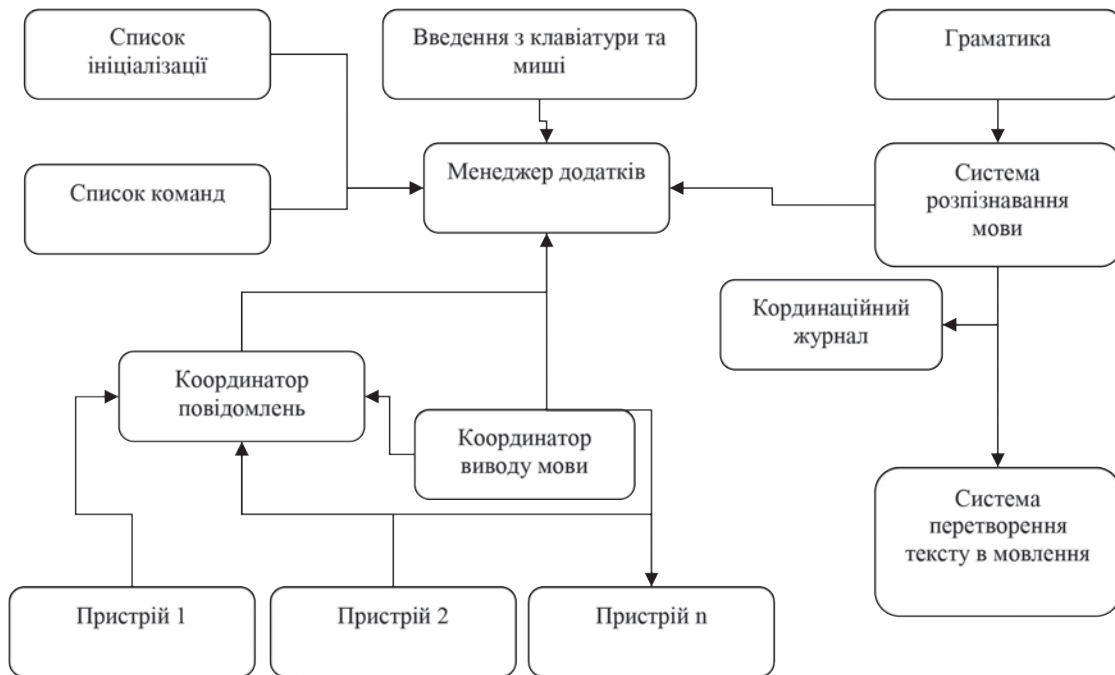 Список
ініціалізації
Введення з клавіатури та
миші
Граматика
Список команд
Менеджер додатків
Система
розпізнавання
мови
Кординаційний
журнал
Координатор
повідомлень
Координатор
виводу мови
Система
перетворення
тексту в мовлення
Пристрій 1
Пристрій 2
Пристрій n